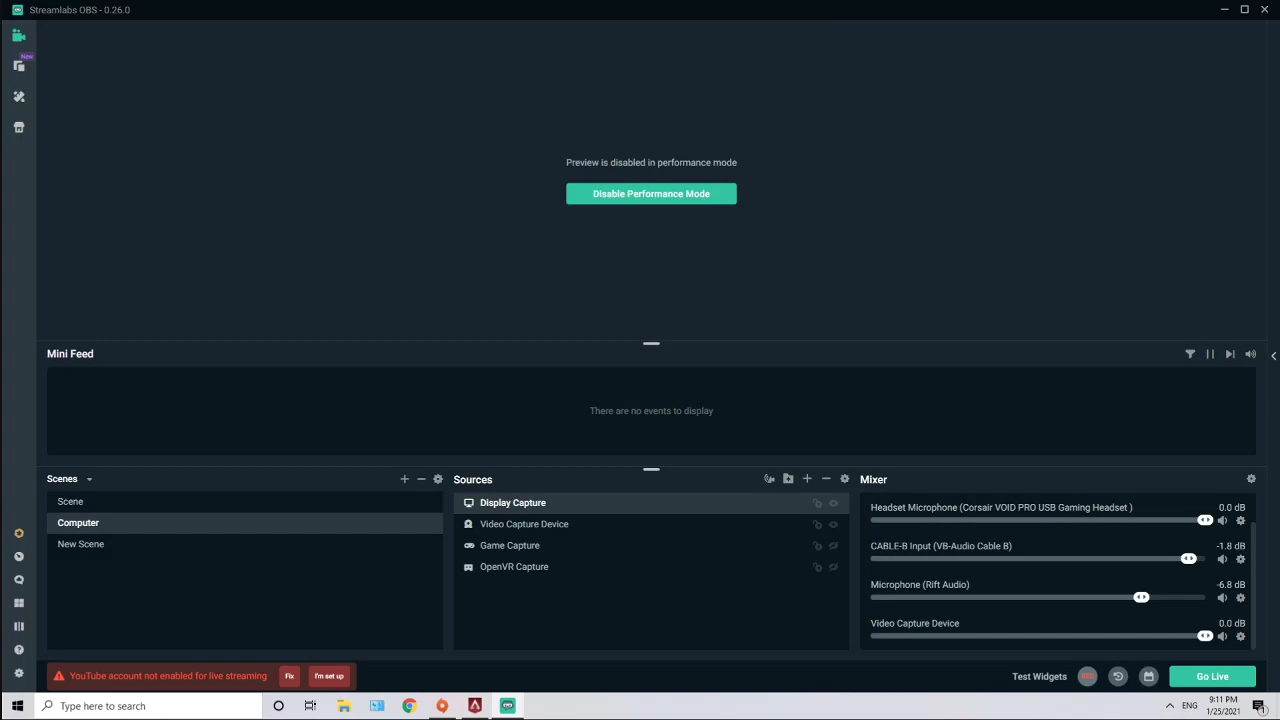 Streamlabs OBS - 0.26.0
New
Preview is disabled in performance mode
Disable Performance Mode
Mini Feed
There are no events to display
Scenes
Scene
Computer
New Scene
Sources
Display Capture
Video Capture Device
Game Capture
OpenVR Capture
Mixer
Headset Microphone (Corsair VOID PRO USB Gaming Headset ) 0.0 dB
CABLE-B Input (VB-Audio Cable B) -1.8 dB
Microphone (Rift Audio) -6.8 dB
Video Capture Device 0.0 dB
YouTube account not enabled for live streaming Fix I'm set up
Test Widgets REC Go Live
Type here to search
ENG
9:11 PM
1/25/2021